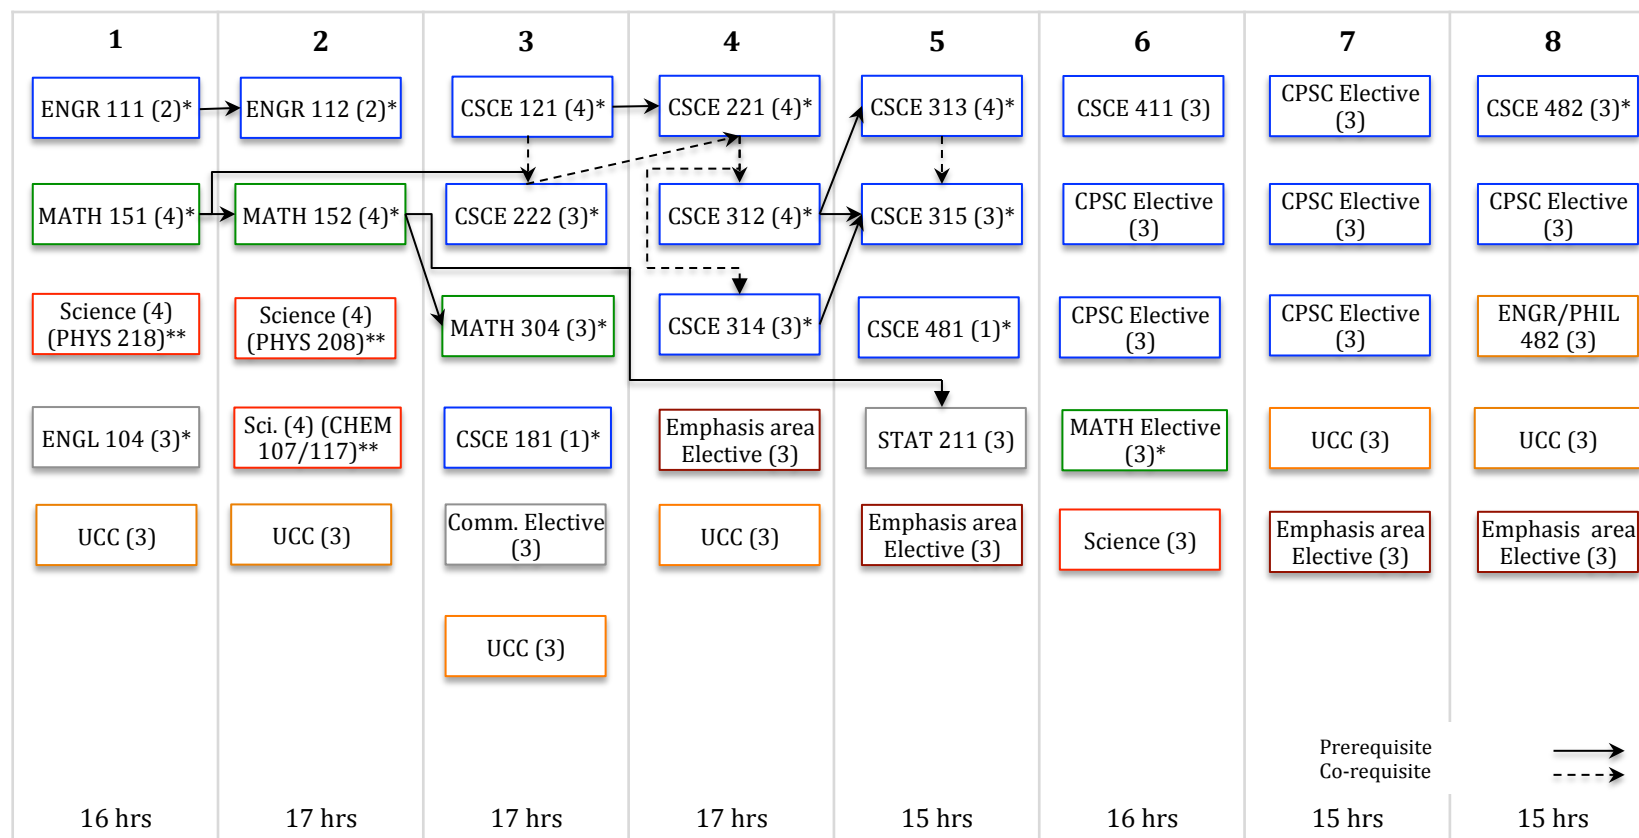 1
2
3
4
5
6
7
8
ENGR 111 (2)*
ENGR 112 (2)*
CSCE 121 (4)*
CSCE 221 (4)*
CSCE 313 (4)*
CSCE 411 (3)
CPSC Elective
(3)
CSCE 482 (3)*
MATH 151 (4)*
MATH 152 (4)*
CSCE 222 (3)*
CSCE 312 (4)*
CSCE 315 (3)*
CPSC Elective
(3)
CPSC Elective
(3)
CPSC Elective
(3)
Science (4)
(PHYS 218)**
Science (4)
(PHYS 208)**
MATH 304 (3)*
CSCE 314 (3)*
CSCE 481 (1)*
CPSC Elective
(3)
CPSC Elective
(3)
ENGR/PHIL
482 (3)
ENGL 104 (3)*
Sci. (4) (CHEM
107/117)**
CSCE 181 (1)*
Emphasis area
Elective (3)
STAT 211 (3)
MATH Elective
(3)*
UCC (3)
UCC (3)
UCC (3)
UCC (3)
Comm. Elective
(3)
UCC (3)
Emphasis area
Elective (3)
Science (3)
Emphasis area
Elective (3)
Emphasis area
Elective (3)
UCC (3)
Prerequisite
Co-requisite
16 hrs
17 hrs
17 hrs
17 hrs
15 hrs
16 hrs
15 hrs
15 hrs